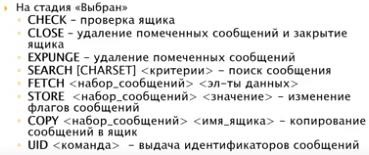 На стадия «Выбран»
CHECK – проверка ящика
CLOSE – удаление помеченных сообщений и закрытие
ящика
EXPUNGE – удаление помеченных сообщений
SEARCH [CHARSET] <критерии> – поиск сообщения
FETCH <набор_сообщений> <эл-ты данных>
STORE <набор_сообщений> <значение> – изменение
флагов сообщений
COPY <набор_сообщений> <имя_ящика> – копирование
сообщений в ящик
UID <команда> – выдача идентификаторов сообщений